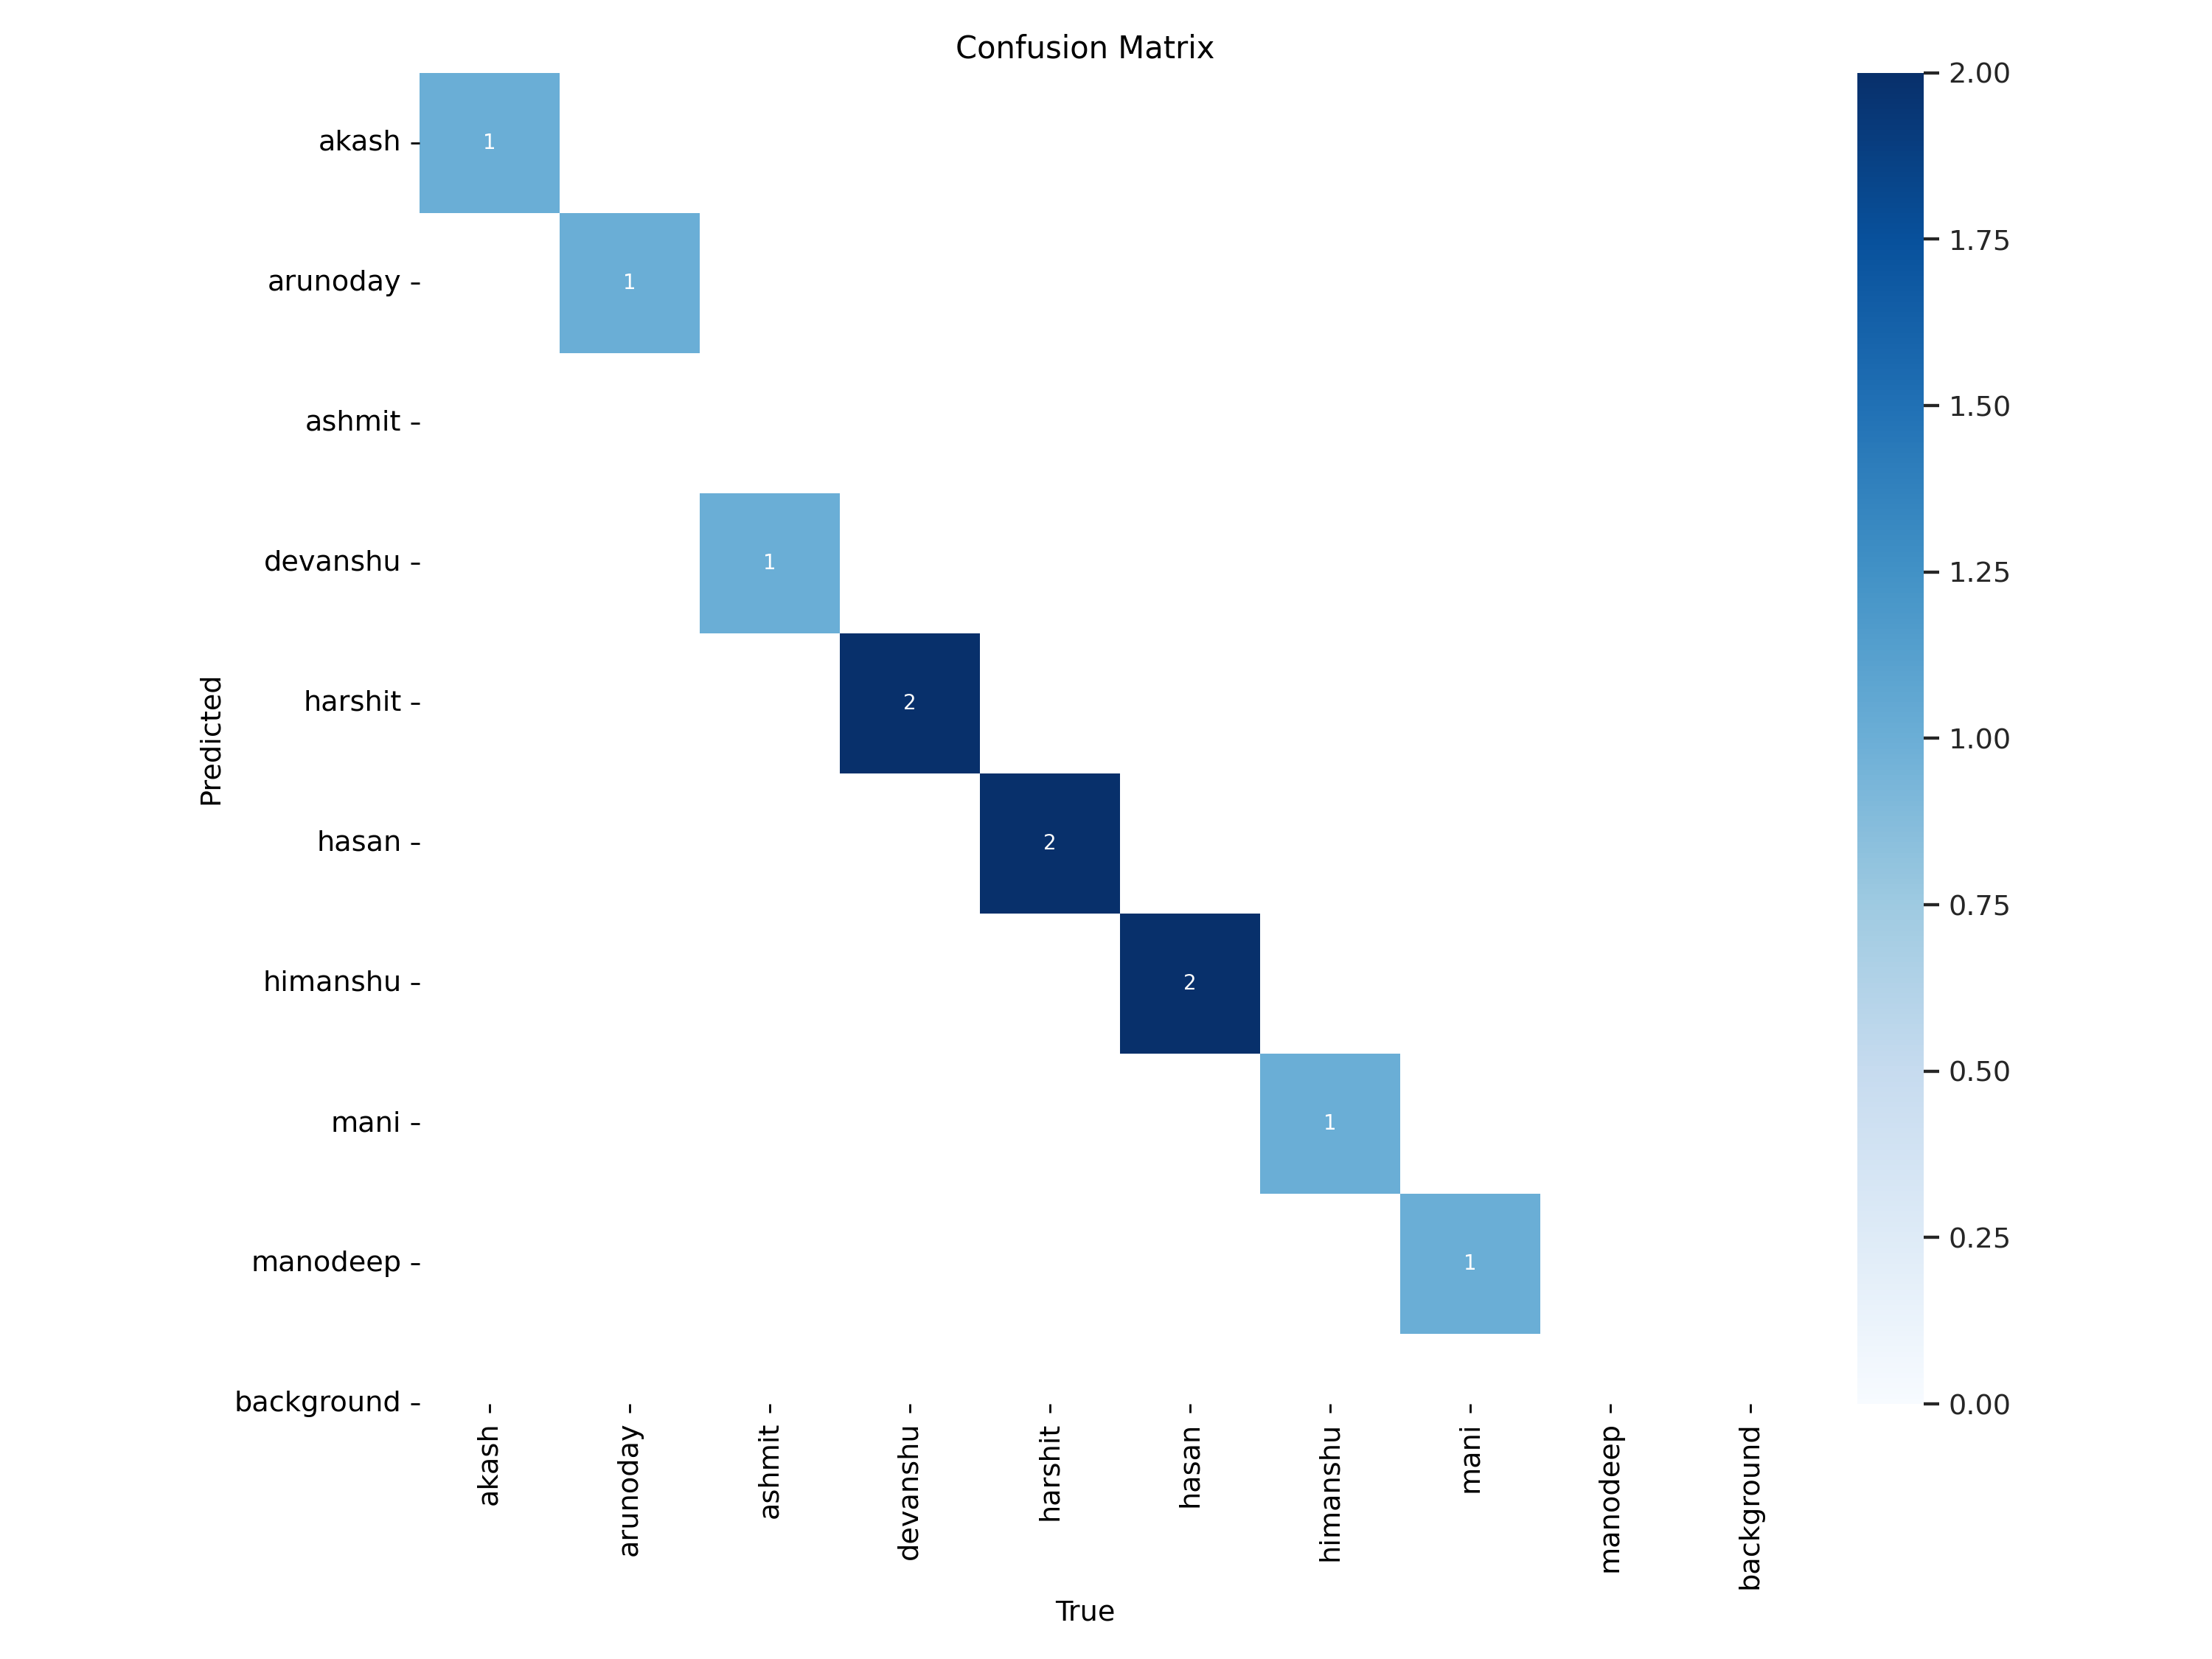 Confusion Matrix
akash
1
arunoday
1
ashmit
devanshu
1
harshit
2
hasan
2
himanshu
2
mani
1
manodeep
1
background
Predicted
akash
arunoday
ashmit
devanshu
harshit
hasan
himanshu
mani
manodeep
background
True
2.00
1.75
1.50
1.25
1.00
0.75
0.50
0.25
0.00